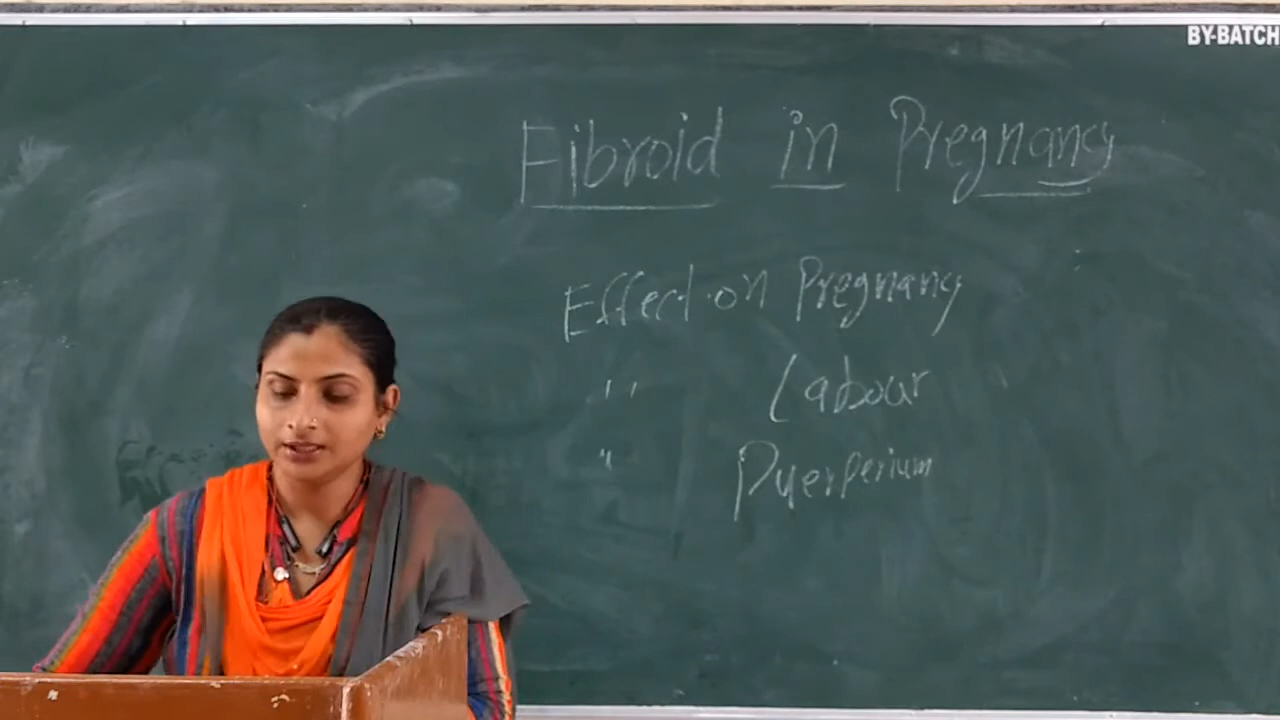 BY-BATCH
Fibroid in Pregnancy
Effect on Pregnancy
" Labour
" Puerperium